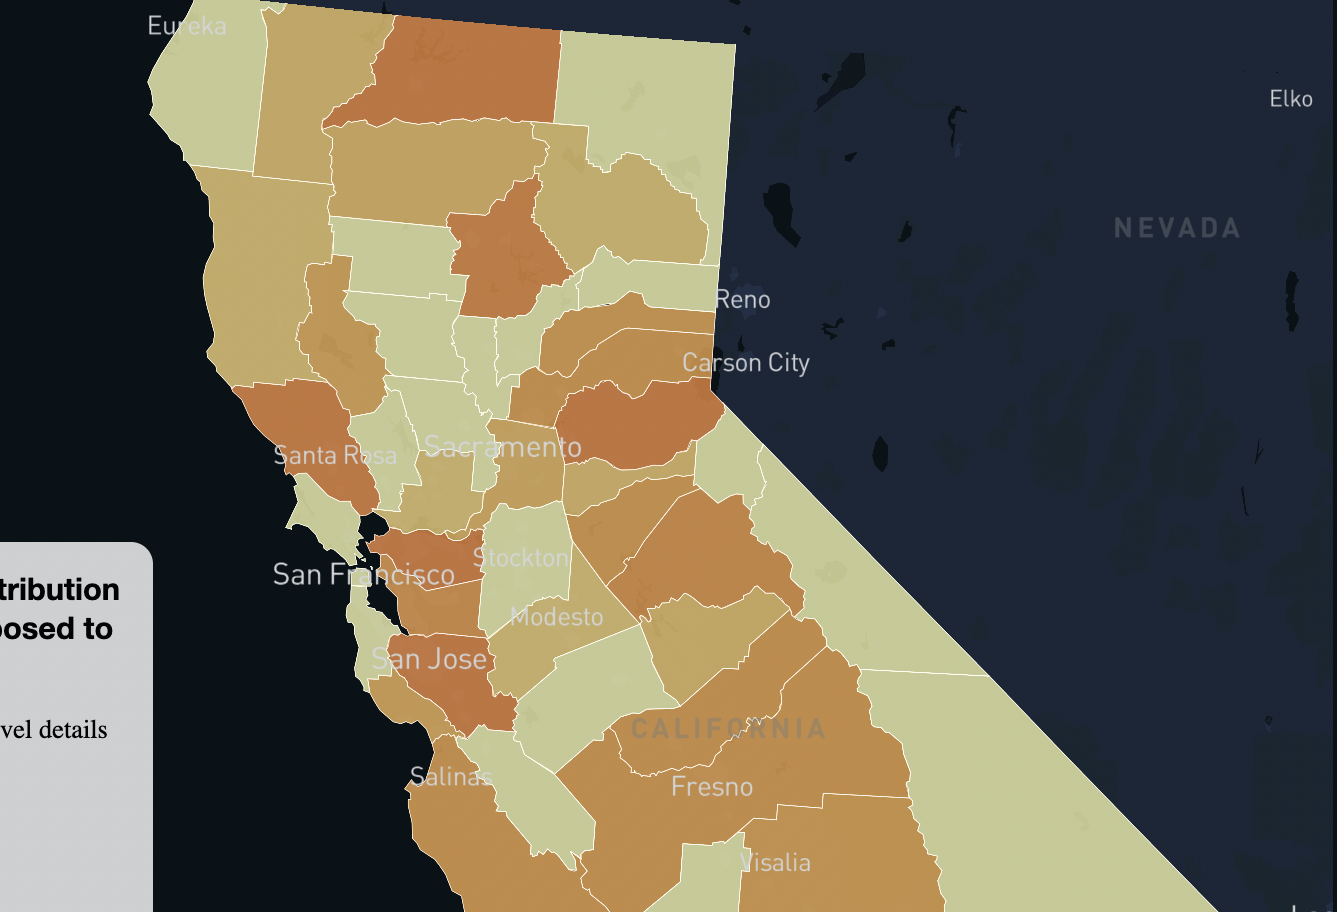 Eureka
Elko
NEVADA
Reno
Carson City
Sacramento
Santa Rosa
Stockton
San Francisco
tribution
Modesto
posed to
San Jose
CALIFORNIA
vel details
Salinas
Fresno
Visalia